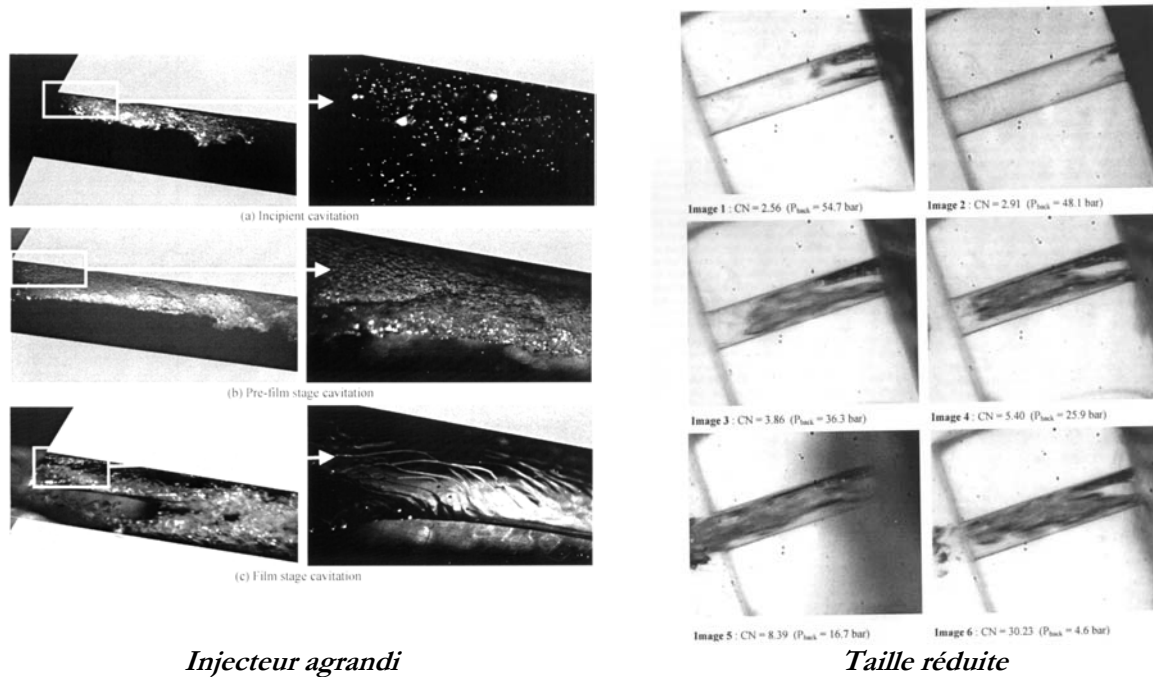 (a) Incipient cavitation
(b) Pre-film stage cavitation
(c) Film stage cavitation
Injecteur agrandi
Image 1 : CN = 2.56 (Pback = 54.7 bar)
Image 2 : CN = 2.91 (Pback = 48.1 bar)
Image 3 : CN = 3.86 (Pback = 36.3 bar)
Image 4 : CN = 5.40 (Pback = 25.9 bar)
Image 5 : CN = 8.39 (Pback = 16.7 bar)
Image 6 : CN = 30.23 (Pback = 4.6 bar)
Taille réduite